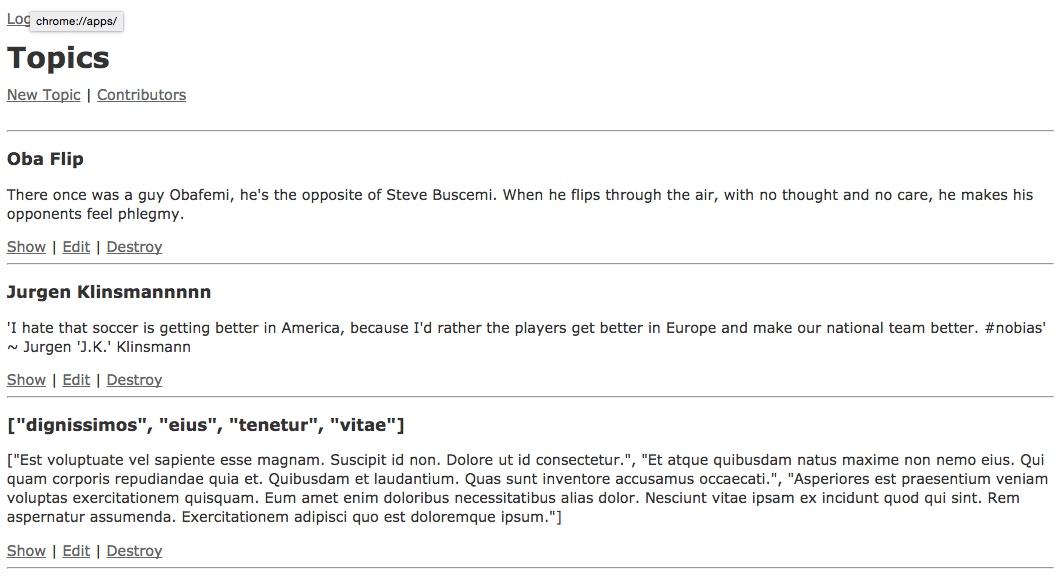 Log
chrome://apps/
Topics
New Topic | Contributors
Oba Flip
There once was a guy Obafemi, he's the opposite of Steve Buscemi. When he flips through the air, with no thought and no care, he makes his
opponents feel phlegmy.
Show | Edit | Destroy
Jurgen Klinsmannnnn
'I hate that soccer is getting better in America, because I'd rather the players get better in Europe and make our national team better. #nobias'
~ Jurgen 'J.K.' Klinsmann
Show | Edit | Destroy
["dignissimos", "eius", "tenetur", "vitae"]
["Est voluptuate vel sapiente esse magnam. Suscipit id non. Dolore ut id consectetur.", "Et atque quibusdam natus maxime non nemo eius. Qui
quam corporis repudiandae quia et. Quibusdam et laudantium. Quas sunt inventore accusamus occaecati.", "Asperiores est praesentium veniam
voluptas exercitationem quisquam. Eum amet enim doloribus necessitatibus alias dolor. Nesciunt vitae ipsam ex incidunt quod qui sint. Rem
aspernatur assumenda. Exercitationem adipisci quo est doloremque ipsum."]
Show | Edit | Destroy